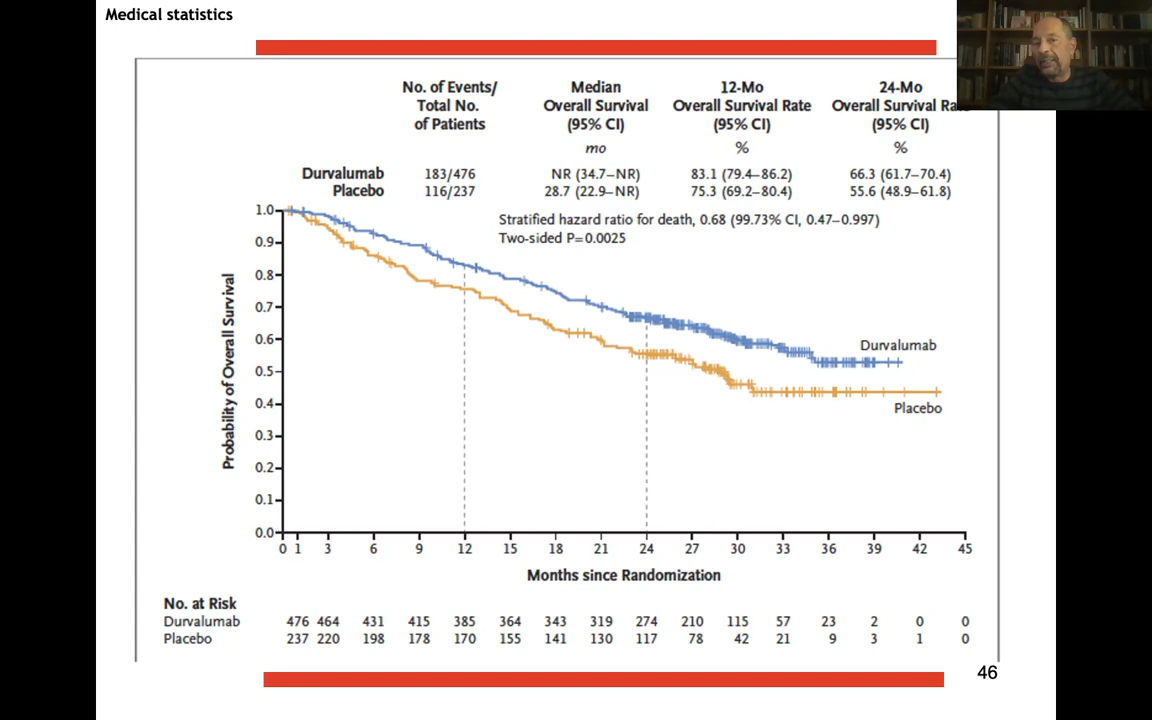 Medical statistics
No. of Events/ Median 12-Mo 24-Mo
Total No. Overall Survival Overall Survival Rate Overall Survival
of Patients (95% CI) (95% CI) (95% CI)
mo % %
Durvalumab 183/476 NR (34.7–NR) 83.1 (79.4–86.2) 66.3 (61.7–70.4)
Placebo 116/237 28.7 (22.9–NR) 75.3 (69.2–80.4) 55.6 (48.9–61.8)
Stratified hazard ratio for death, 0.68 (99.73% CI, 0.47–0.997)
Two-sided P=0.0025
Probability of Overall Survival
1.0
0.9
0.8
0.7
0.6
0.5
0.4
0.3
0.2
0.1
0.0
Durvalumab
Placebo
0 1 3 6 9 12 15 18 21 24 27 30 33 36 39 42 45
Months since Randomization
No. at Risk
Durvalumab 476 464 431 415 385 364 343 319 274 210 115 57 23 2 0 0
Placebo 237 220 198 178 170 155 141 130 117 78 42 21 9 3 1 0
46